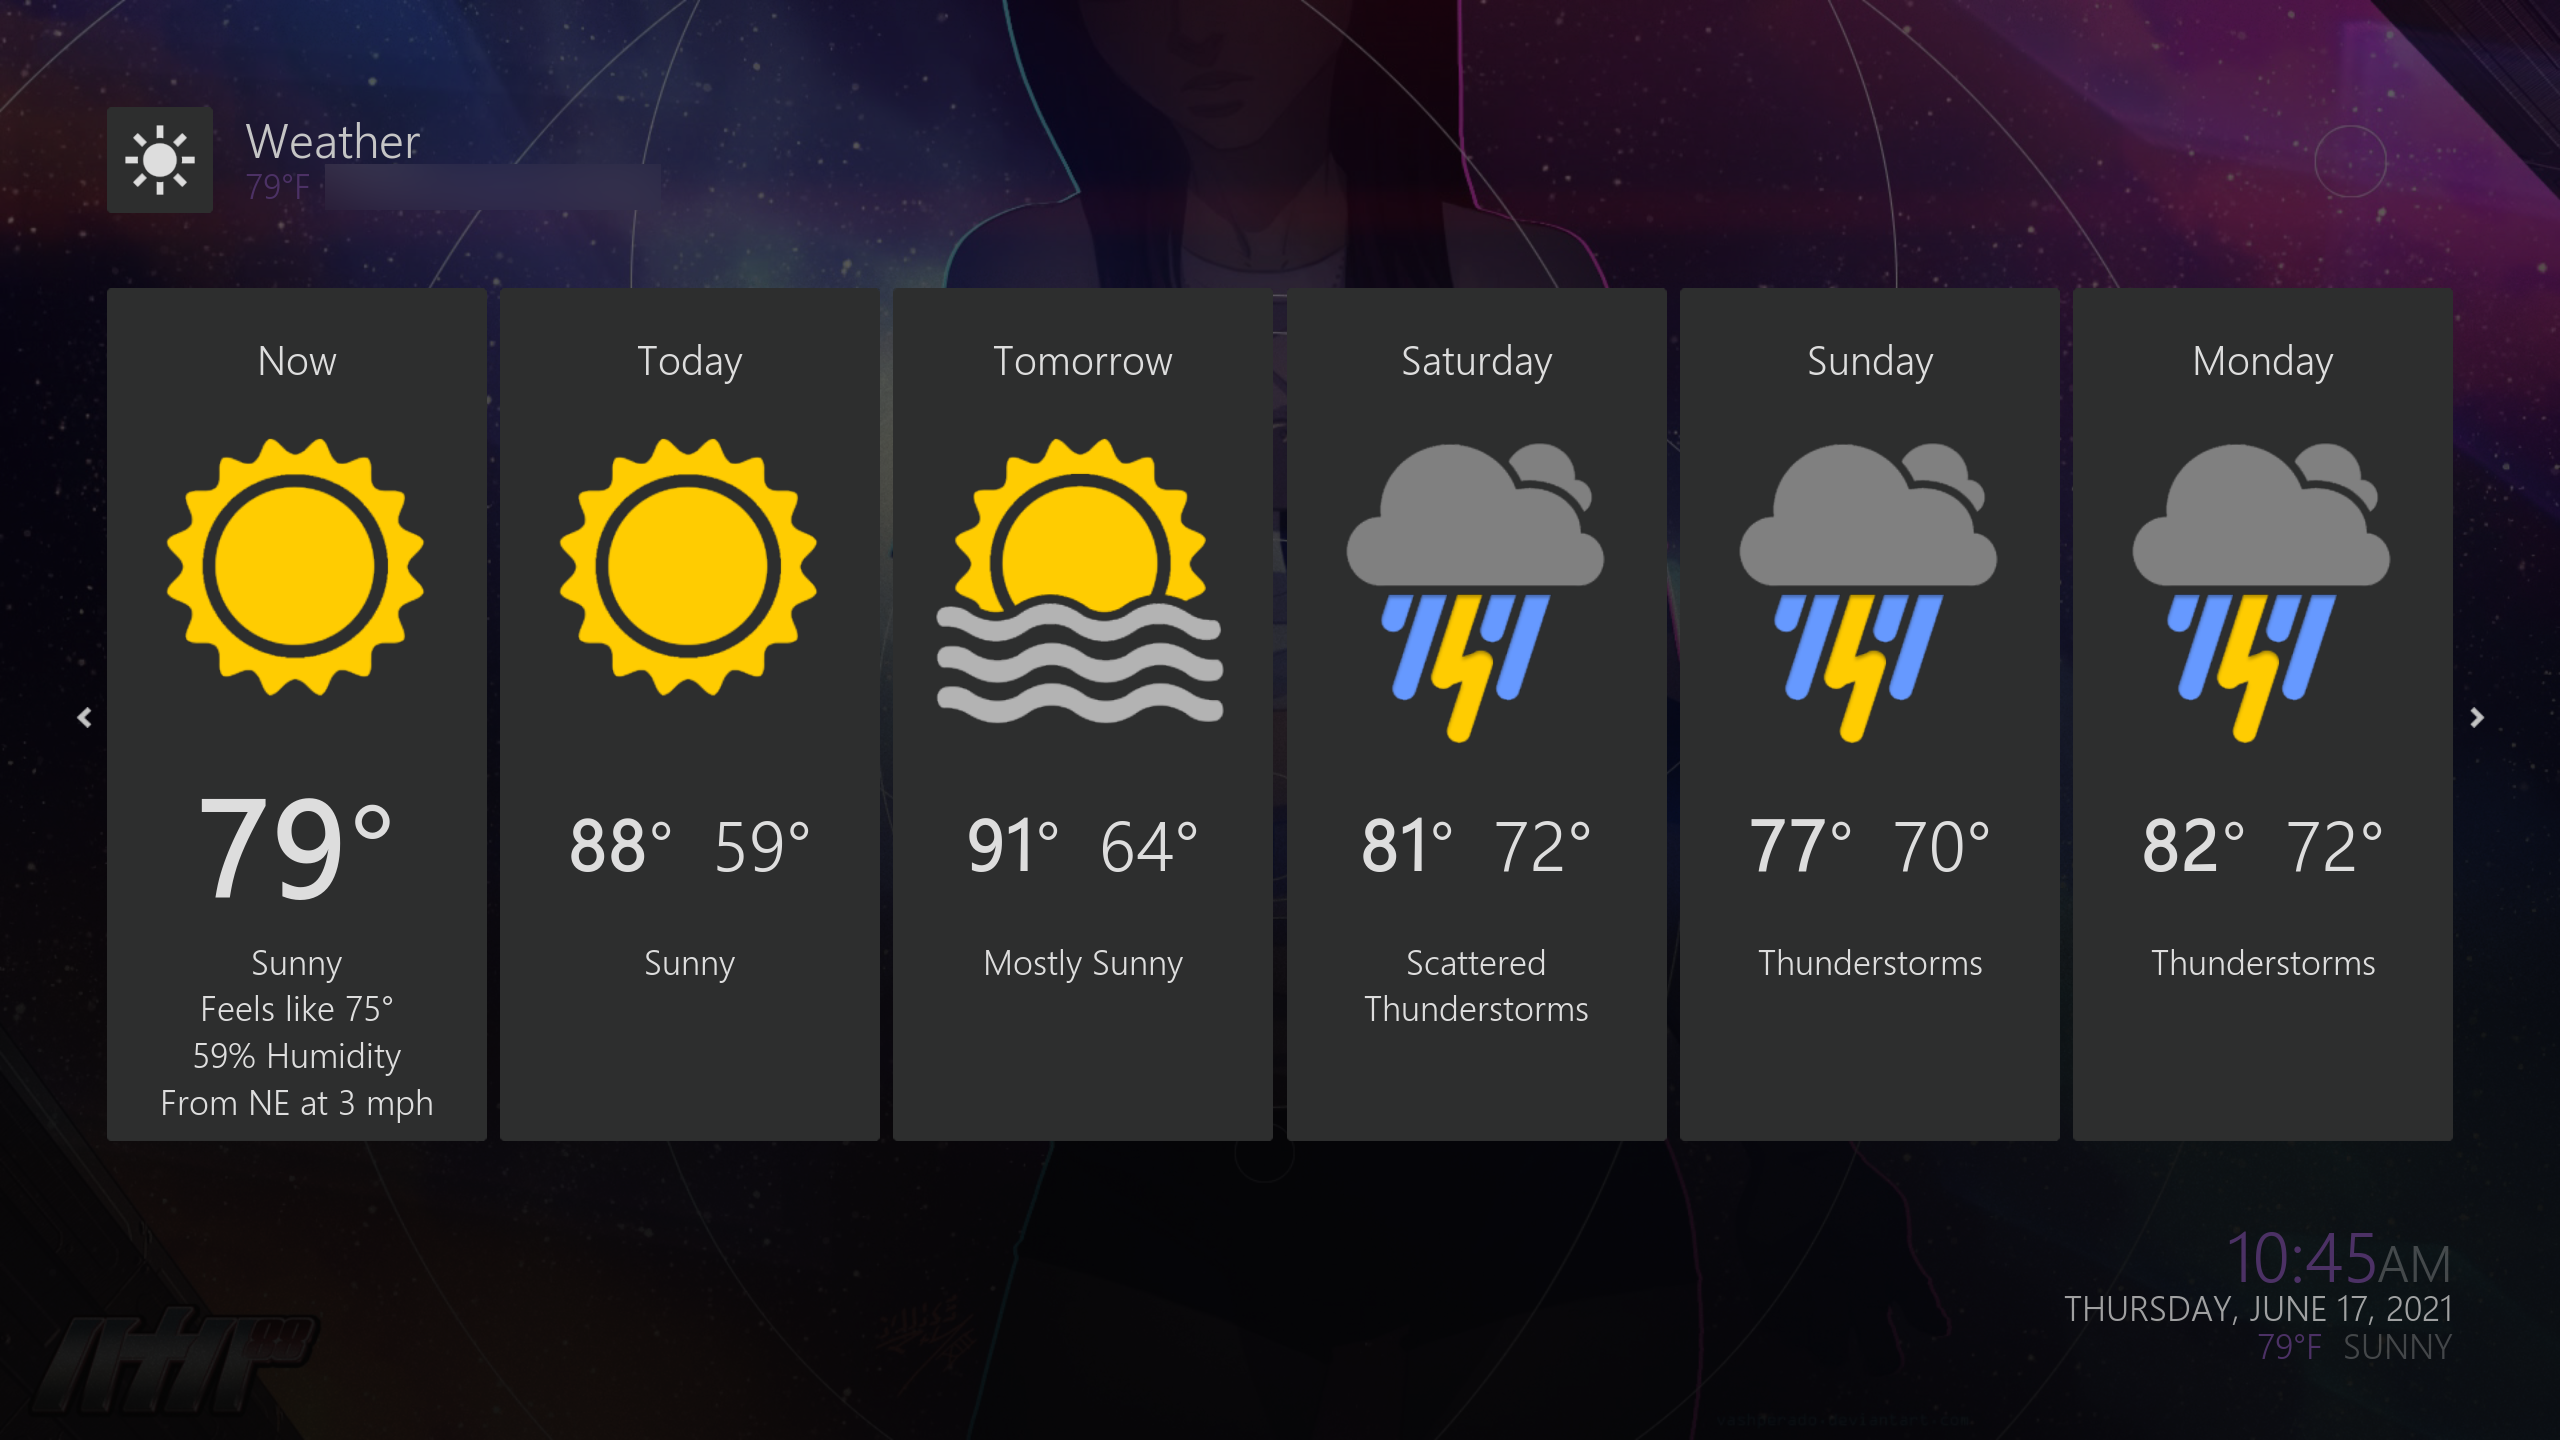 Weather
79°F
Now
79°
Sunny
Feels like 75°
59% Humidity
From NE at 3 mph
Today
88° 59°
Sunny
Tomorrow
91° 64°
Mostly Sunny
Saturday
81° 72°
Scattered
Thunderstorms
Sunday
77° 70°
Thunderstorms
Monday
82° 72°
Thunderstorms
10:45AM
THURSDAY, JUNE 17, 2021
79°F SUNNY